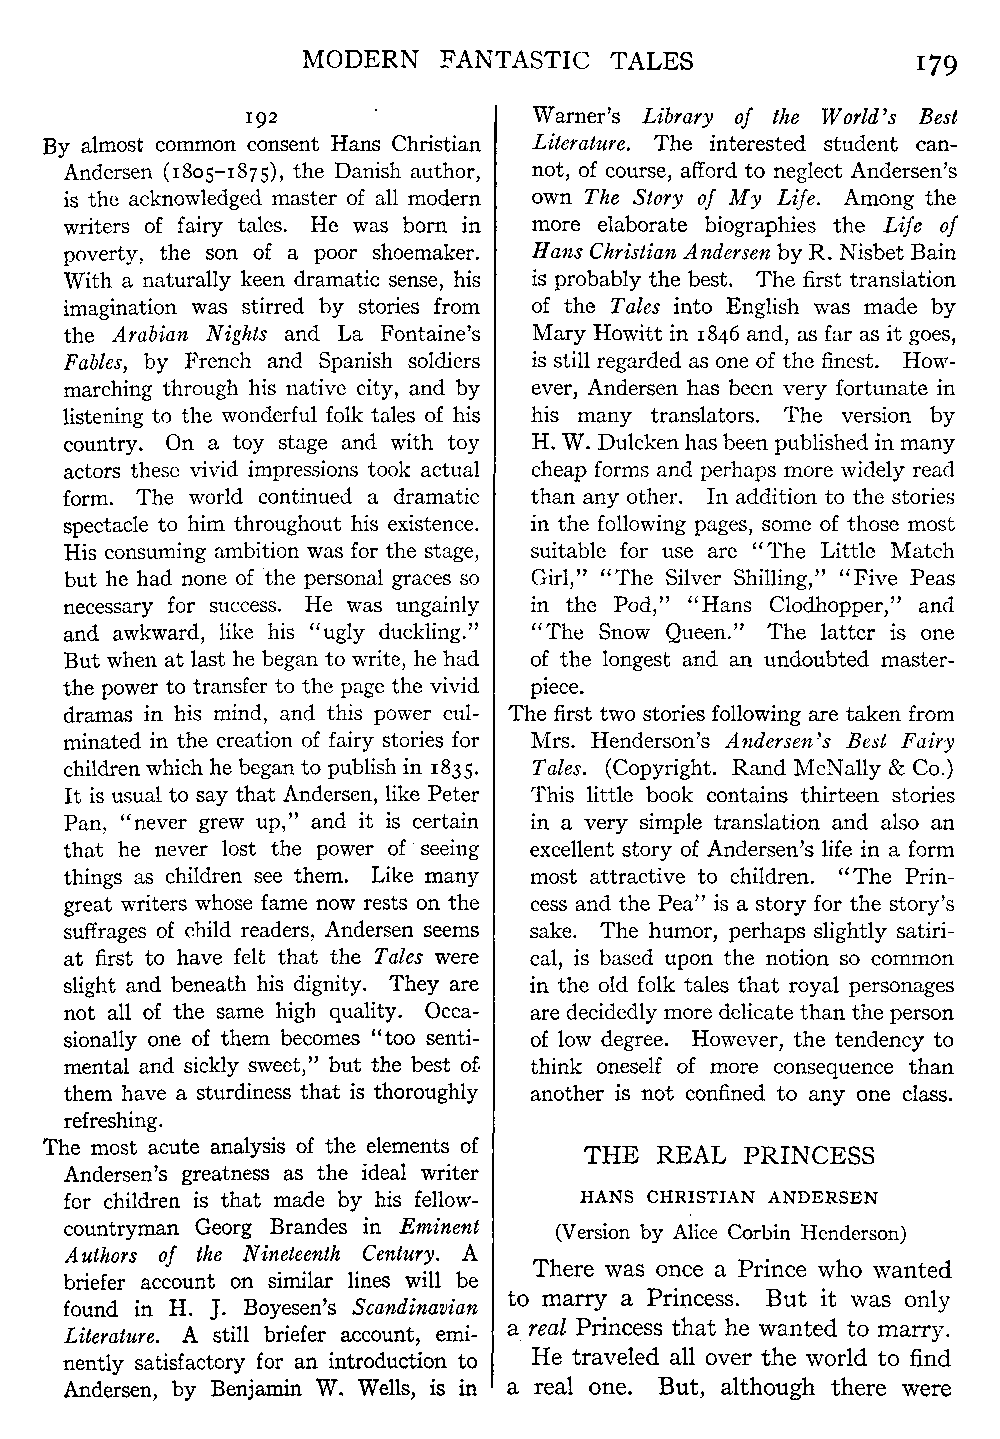 MODERN FANTASTIC TALES 179
192
By almost common consent Hans Christian
Andersen (1805–1875), the Danish author,
is the acknowledged master of all modern
writers of fairy tales. He was born in
poverty, the son of a poor shoemaker.
With a naturally keen dramatic sense, his
imagination was stirred by stories from
the Arabian Nights and La Fontaine's
Fables, by French and Spanish soldiers
marching through his native city, and by
listening to the wonderful folk tales of his
country. On a toy stage and with toy
actors these vivid impressions took actual
form. The world continued a dramatic
spectacle to him throughout his existence.
His consuming ambition was for the stage,
but he had none of the personal graces so
necessary for success. He was ungainly
and awkward, like his "ugly duckling."
But when at last he began to write, he had
the power to transfer to the page the vivid
dramas in his mind, and this power cul-
minated in the creation of fairy stories for
children which he began to publish in 1835.
It is usual to say that Andersen, like Peter
Pan, "never grew up," and it is certain
that he never lost the power of seeing
things as children see them. Like many
great writers whose fame now rests on the
suffrages of child readers, Andersen seems
at first to have felt that the Tales were
slight and beneath his dignity. They are
not all of the same high quality. Occa-
sionally one of them becomes "too senti-
mental and sickly sweet," but the best of
them have a sturdiness that is thoroughly
refreshing.
The most acute analysis of the elements of
Andersen's greatness as the ideal writer
for children is that made by his fellow-
countryman Georg Brandes in Eminent
Authors of the Nineteenth Century. A
briefer account on similar lines will be
found in H. J. Boyesen's Scandinavian
Literature. A still briefer account, emi-
nently satisfactory for an introduction to
Andersen, by Benjamin W. Wells, is in
Warner's Library of the World's Best
Literature. The interested student can-
not, of course, afford to neglect Andersen's
own The Story of My Life. Among the
more elaborate biographies the Life of
Hans Christian Andersen by R. Nisbet Bain
is probably the best. The first translation
of the Tales into English was made by
Mary Howitt in 1846 and, as far as it goes,
is still regarded as one of the finest. How-
ever, Andersen has been very fortunate in
his many translators. The version by
H. W. Dulcken has been published in many
cheap forms and perhaps more widely read
than any other. In addition to the stories
in the following pages, some of those most
suitable for use are "The Little Match
Girl," "The Silver Shilling," "Five Peas
in the Pod," "Hans Clodhopper," and
"The Snow Queen." The latter is one
of the longest and an undoubted master-
piece.
The first two stories following are taken from
Mrs. Henderson's Andersen's Best Fairy
Tales. (Copyright. Rand McNally & Co.)
This little book contains thirteen stories
in a very simple translation and also an
excellent story of Andersen's life in a form
most attractive to children. "The Prin-
cess and the Pea" is a story for the story's
sake. The humor, perhaps slightly satiri-
cal, is based upon the notion so common
in the old folk tales that royal personages
are decidedly more delicate than the person
of low degree. However, the tendency to
think oneself of more consequence than
another is not confined to any one class.
THE REAL PRINCESS
HANS CHRISTIAN ANDERSEN
(Version by Alice Corbin Henderson)
There was once a Prince who wanted
to marry a Princess. But it was only
a real Princess that he wanted to marry.
He traveled all over the world to find
a real one. But, although there were